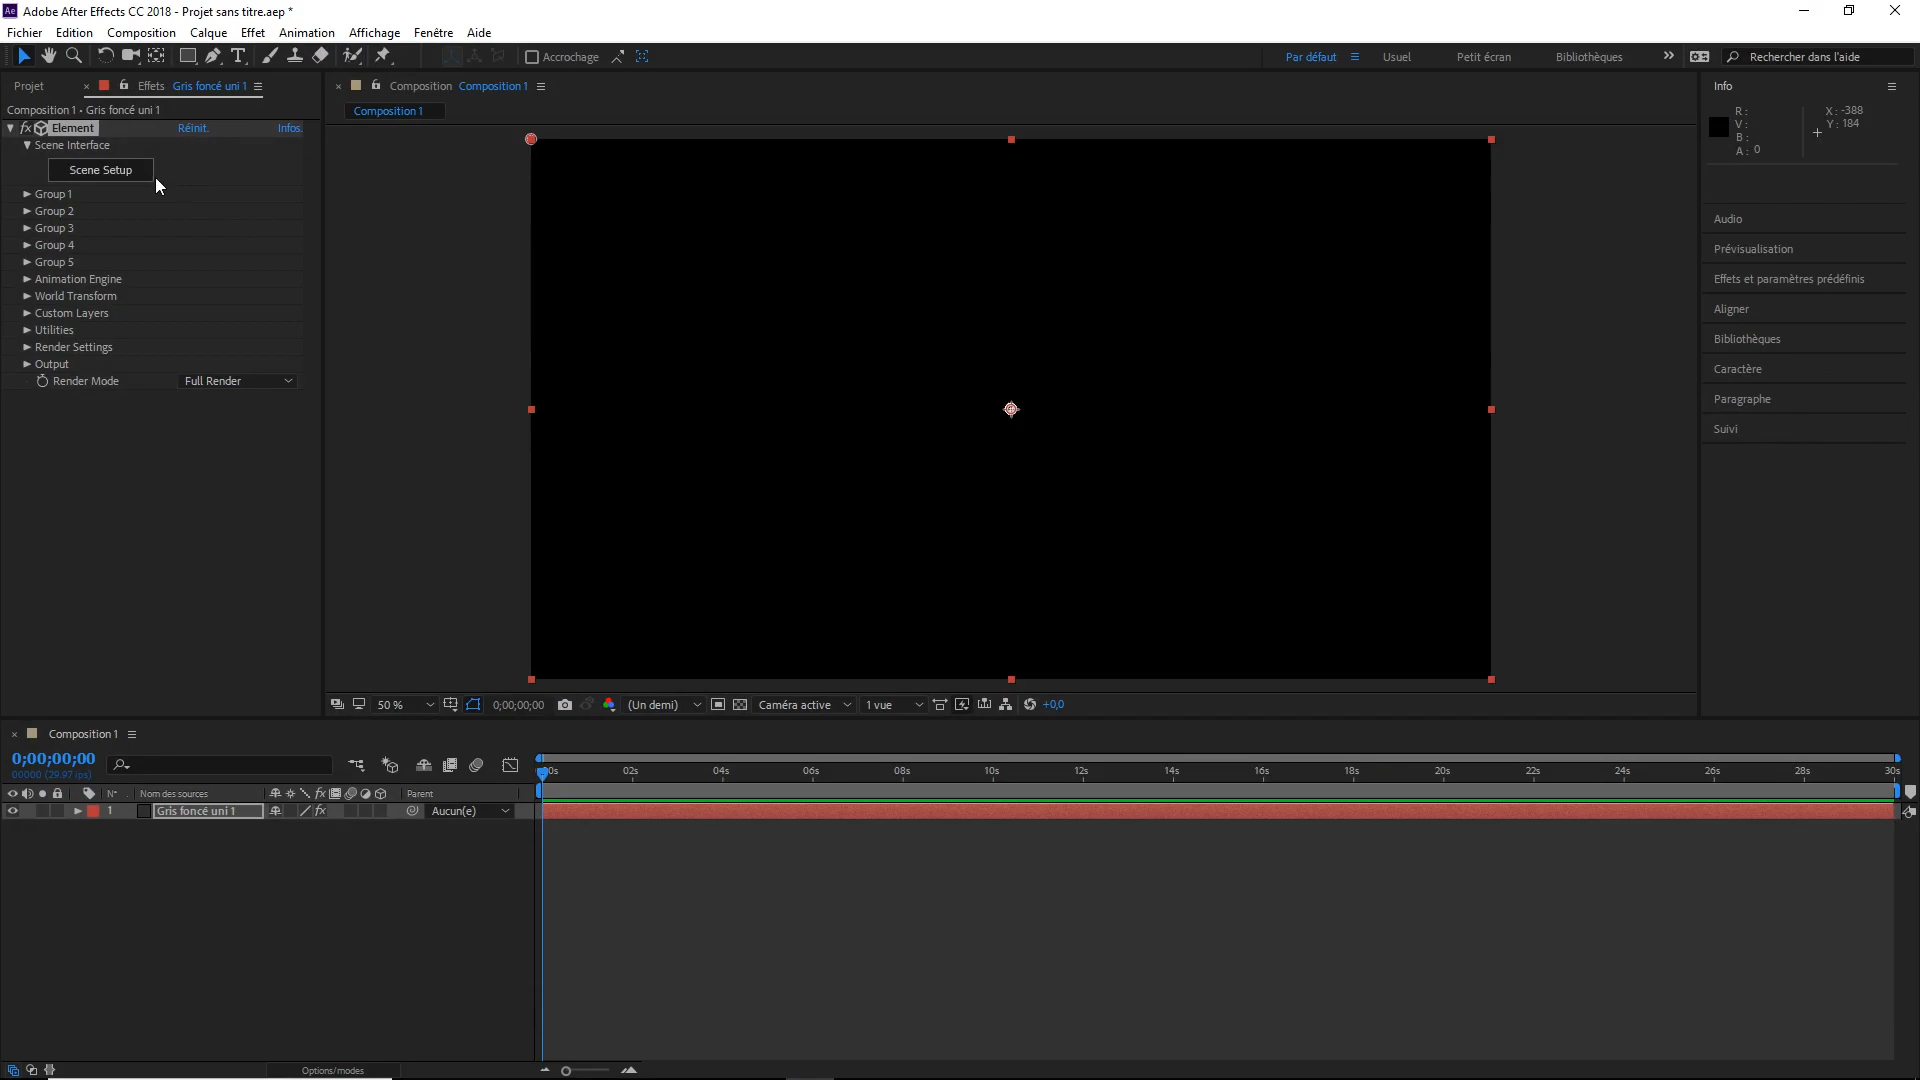 Ae Adobe After Effects CC 2018 - Projet sans titre.aep *
Fichier Edition Composition Calque Effet Animation Affichage Fenêtre Aide
Accrochage
Par défaut Usuel Petit écran Bibliothèques Rechercher dans l'aide
Projet Effets Gris foncé uni 1
Composition 1 • Gris foncé uni 1
fx Element Réinit. Infos.
Scene Interface
Scene Setup
Group 1
Group 2
Group 3
Group 4
Group 5
Animation Engine
World Transform
Custom Layers
Utilities
Render Settings
Output
Render Mode Full Render
Composition Composition 1
Composition 1
50 % 0;00;00;00 (Un demi) Caméra active 1 vue +0,0
Info
R :
V :
B :
A : 0
X : -388
Y : 184
Audio
Prévisualisation
Effets et paramètres prédéfinis
Aligner
Bibliothèques
Caractère
Paragraphe
Suivi
Composition 1
0;00;00;00
00000 (29.97 ips)
00s 02s 04s 06s 08s 10s 12s 14s 16s 18s 20s 22s 24s 26s 28s 30s
N° Nom des sources fx Parent
1 Gris foncé uni 1 fx Aucun(e)
Options/modes